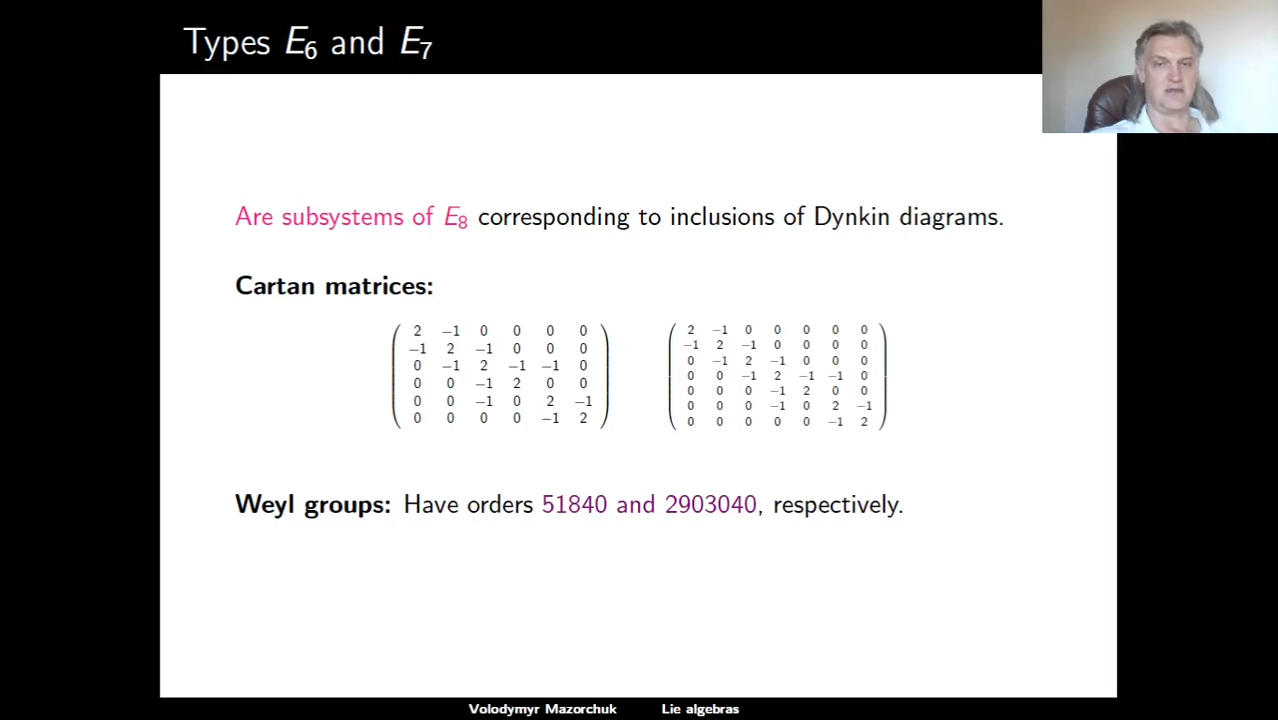 Types E₆ and E₇
Are subsystems of E₈ corresponding to inclusions of Dynkin diagrams.
Cartan matrices:
2 −1 0 0 0 0
−1 2 −1 0 0 0
0 −1 2 −1 −1 0
0 0 −1 2 0 0
0 0 −1 0 2 −1
0 0 0 0 −1 2
2 −1 0 0 0 0 0
−1 2 −1 0 0 0 0
0 −1 2 −1 0 0 0
0 0 −1 2 −1 −1 0
0 0 0 −1 2 0 0
0 0 0 −1 0 2 −1
0 0 0 0 0 −1 2
Weyl groups: Have orders 51840 and 2903040, respectively.
Volodymyr Mazorchuk Lie algebras